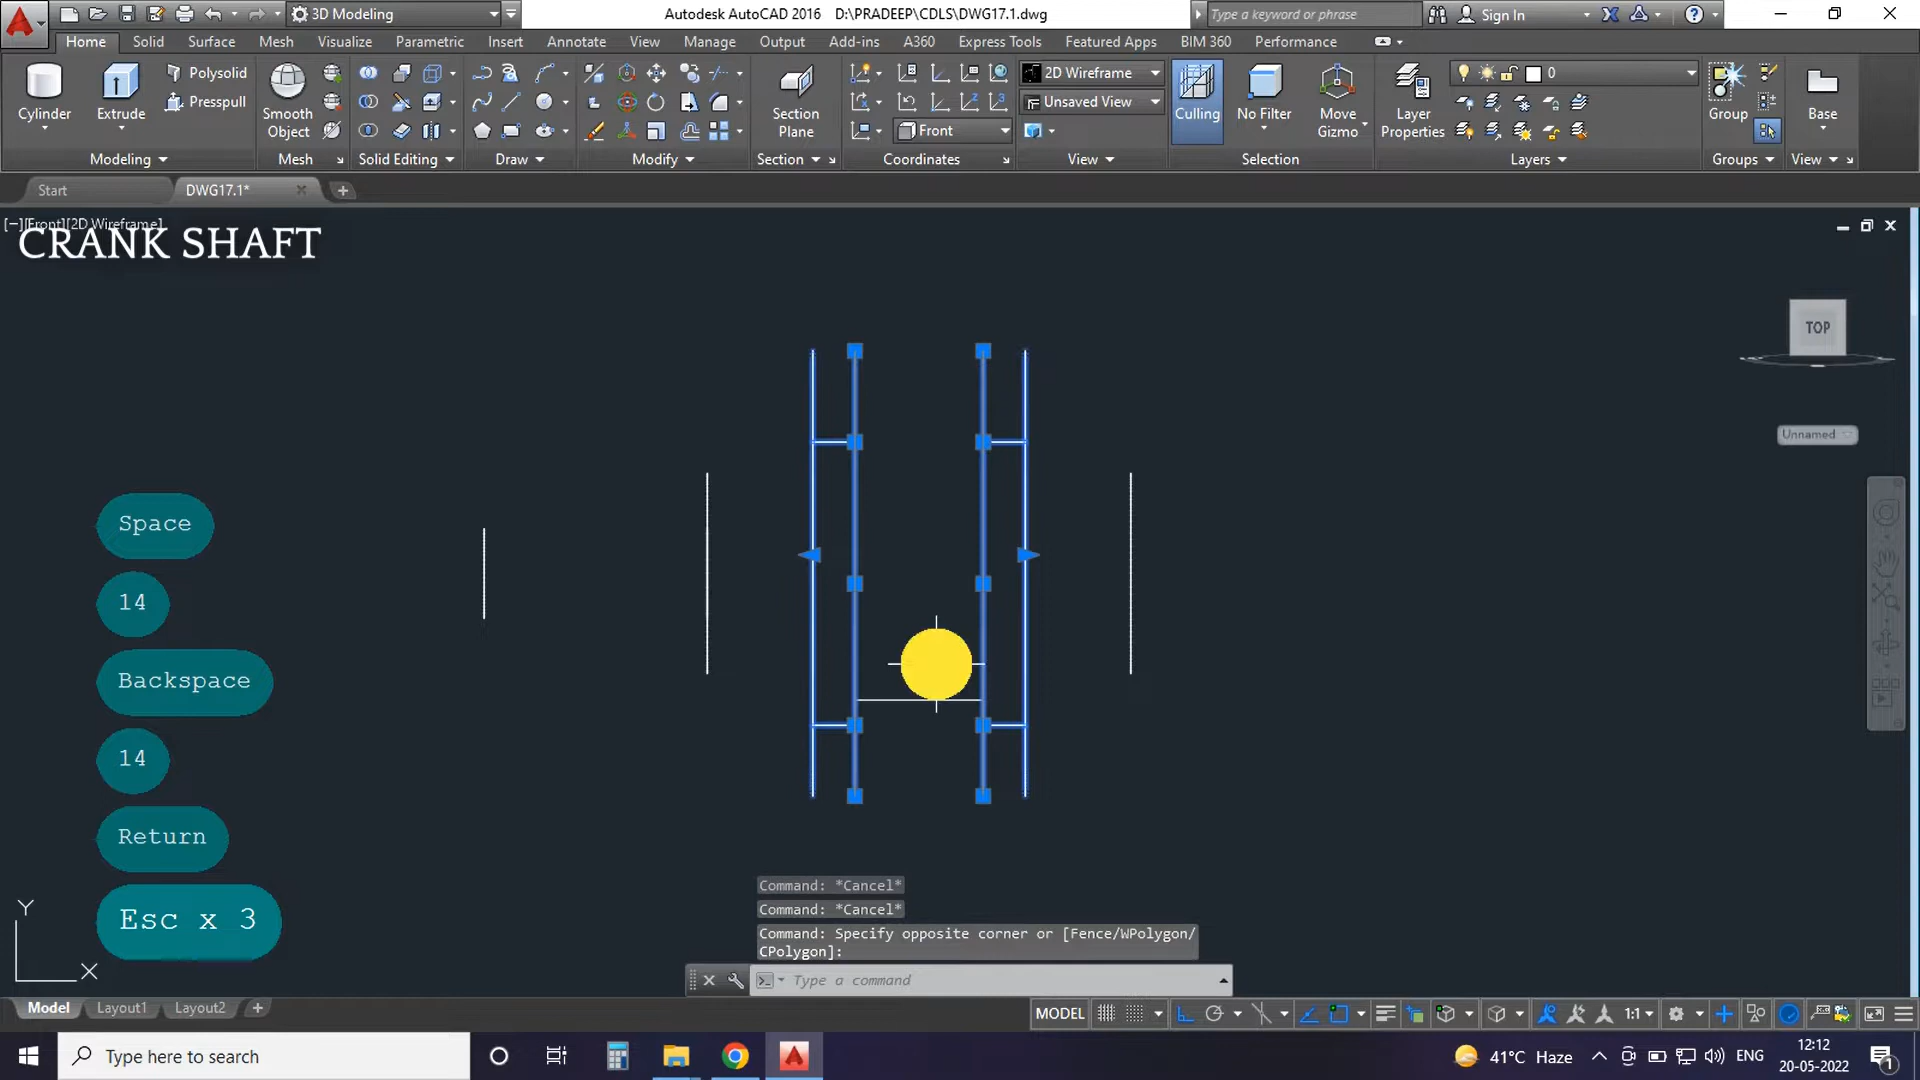 3D Modeling
Autodesk AutoCAD 2016 D:\PRADEEP\CDLS\DWG17.1.dwg
Type a keyword or phrase
Sign In
Home Solid Surface Mesh Visualize Parametric Insert Annotate View Manage Output Add-ins A360 Express Tools Featured Apps BIM 360 Performance
Cylinder
Extrude
Polysolid
Presspull
Smooth
Object
Section
Plane
Front
2D Wireframe
Unsaved View
Culling
No Filter
Move
Gizmo
Layer
Properties
0
Group
Base
Modeling Mesh Solid Editing Draw Modify Section Coordinates View Selection Layers Groups View
Start DWG17.1*
[−][Front][2D Wireframe]
CRANK SHAFT
TOP
Unnamed
Space
14
Backspace
14
Return
Esc x 3
Y
X
Command: *Cancel*
Command: *Cancel*
Command: Specify opposite corner or [Fence/WPolygon/
CPolygon]:
Type a command
Model Layout1 Layout2
MODEL
1:1
Type here to search
41°C Haze
ENG
12:12
20-05-2022
1